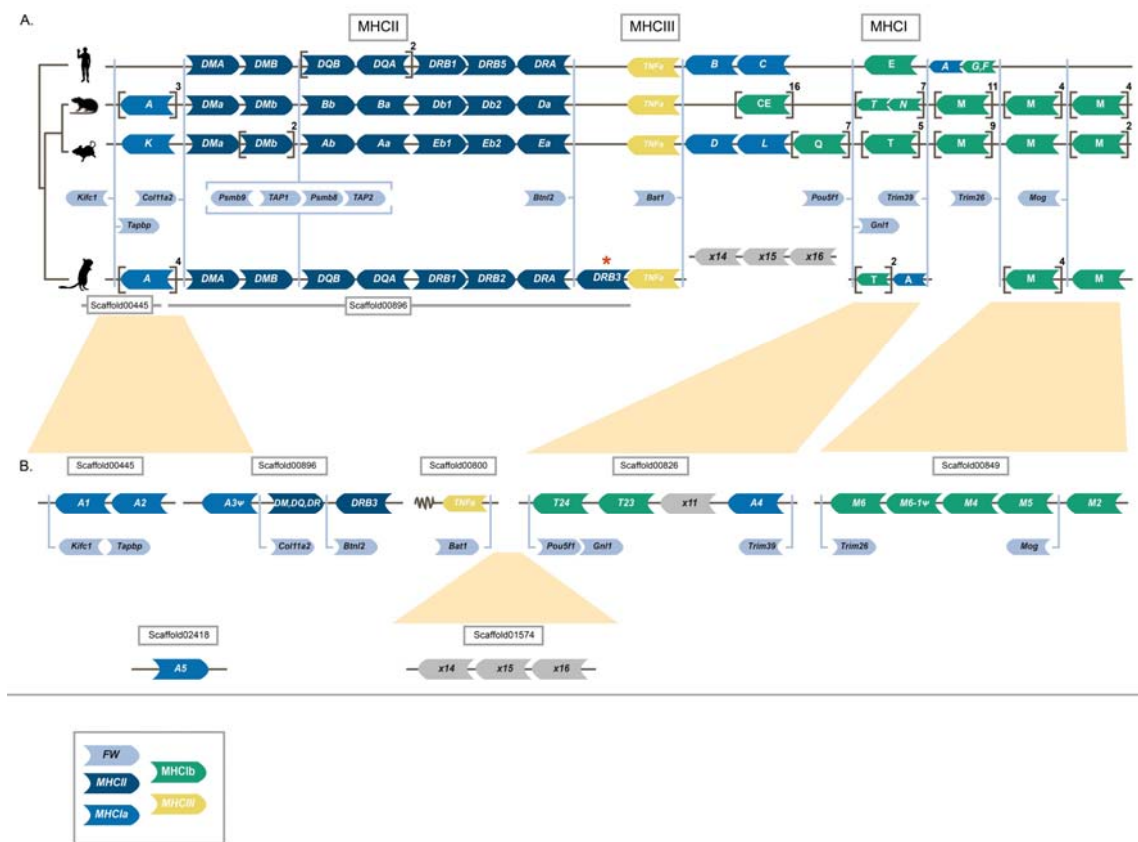 A.
MHCII MHCIII MHCI
DMA DMB [DQB DQA]2 DRB1 DRB5 DRA TNFa B C E A G,F
[A]3 DMa DMb Bb Ba Db1 Db2 Da TNFa [CE]16 [T N]7 [M]11 [M]4 [M]4
K DMa [DMb]2 Ab Aa Eb1 Eb2 Ea TNFa D L [Q]7 [T]5 [M]9 [M] [M]2
Kifc1 Col11a2 Psmb9 TAP1 Psmb8 TAP2 Btnl2 Bat1 Pou5f1 Trim39 Trim26 Mog
Tapbp Gnl1
*
x14 x15 x16
[A]4 DMA DMB DQB DQA DRB1 DRB2 DRA DRB3 TNFa [T]2 A [M]4 M
Scaffold00445 Scaffold00896
B.
Scaffold00445 Scaffold00896 Scaffold00800 Scaffold00826 Scaffold00849
A1 A2 A3ψ DM,DQ,DR DRB3 TNFa T24 T23 x11 A4 M6 M6-1ψ M4 M5 M2
Kifc1 Tapbp Col11a2 Btnl2 Bat1 Pou5f1 Gnl1 Trim39 Trim26 Mog
Scaffold02418 Scaffold01574
A5 x14 x15 x16
FW
MHCII
MHCIa
MHCIb
MHCIII